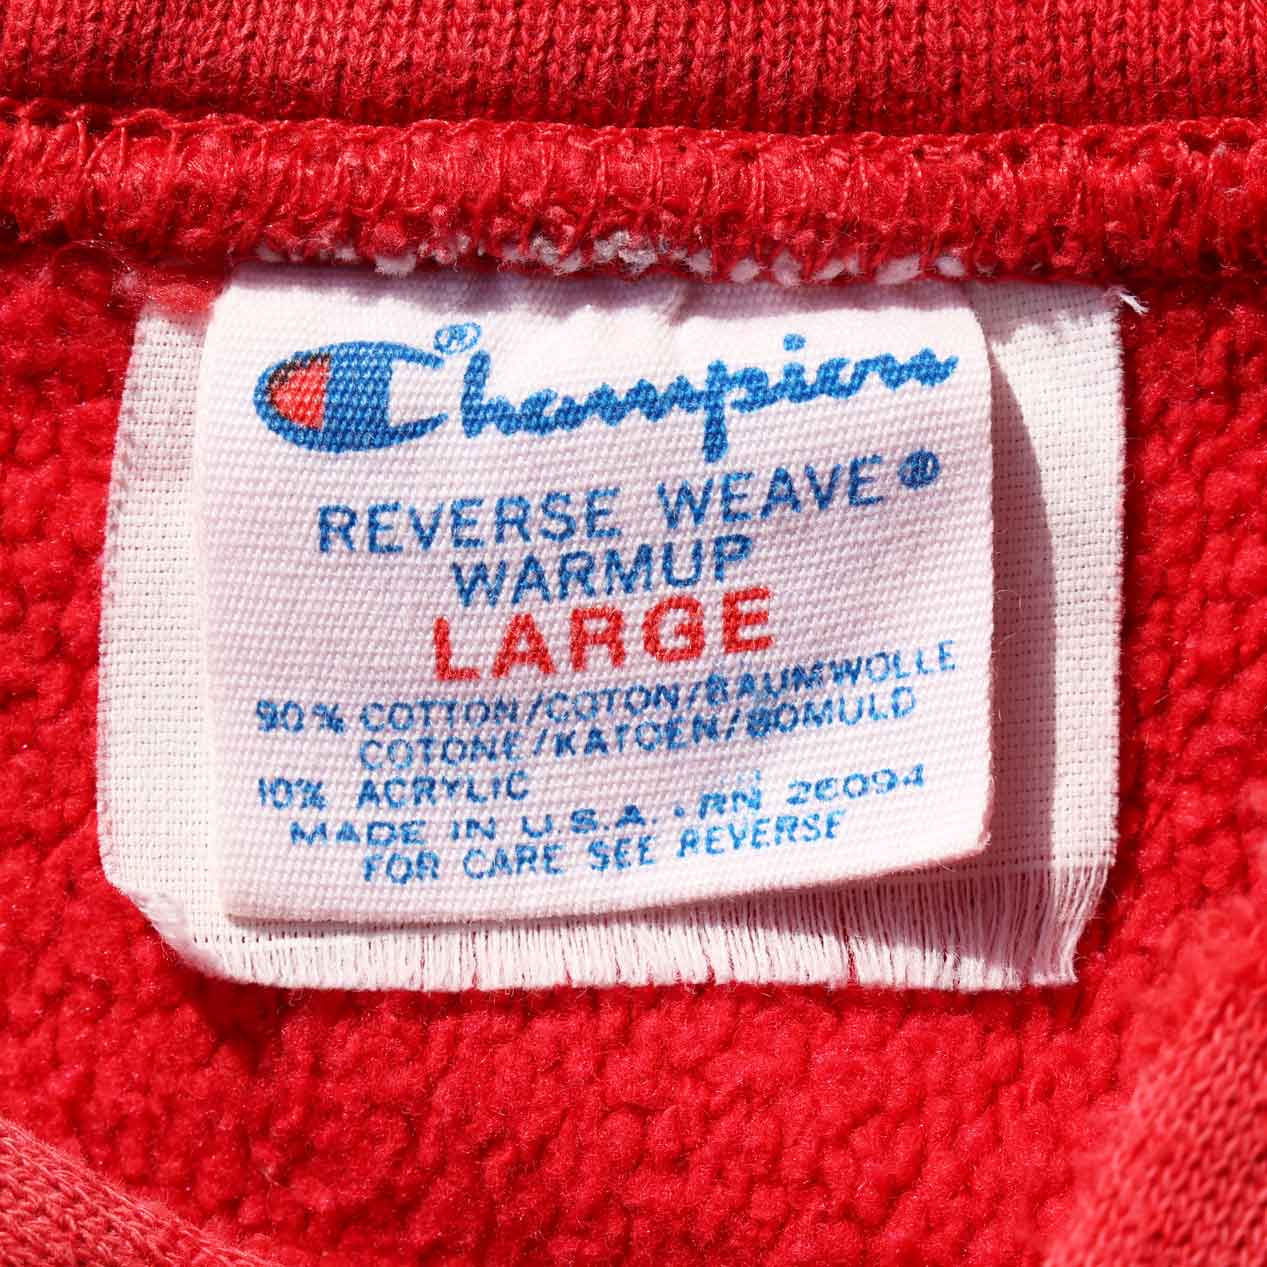 Champion®
REVERSE WEAVE®
WARMUP
LARGE
90% COTTON/COTON/BAUMWOLLE
COTONE/KATOEN/BOMULD
10% ACRYLIC
MADE IN U.S.A. · RN 26094
FOR CARE SEE REVERSE